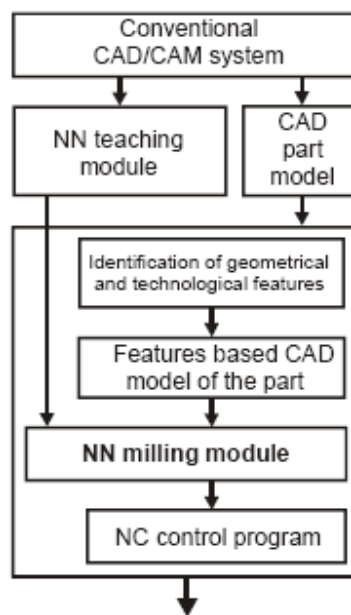 Conventional
CAD/CAM system
NN teaching
module
CAD
part
model
Identification of geometrical
and technological features
Features based CAD
model of the part
NN milling module
NC control program